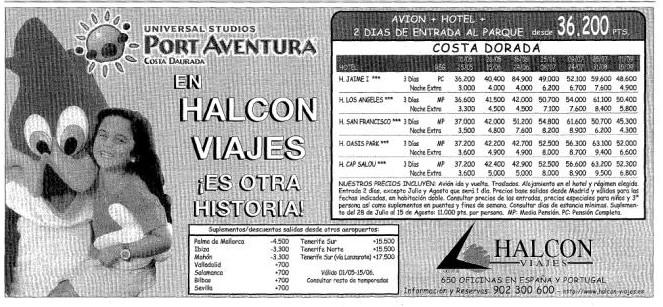 UNIVERSAL STUDIOS
PORT AVENTURA
COSTA DAURADA
EN
HALCON
VIAJES
¡ES OTRA
HISTORIA!
AVION + HOTEL +
2 DIAS DE ENTRADA AL PARQUE desde 36.200 PTS.
COSTA DORADA
HOTEL REG.
H. JAIME I *** 3 Días PC 36.200 40.400 84.900 49.000 52.100 59.600 48.600
Noche Extra 3.000 4.000 4.000 6.200 6.700 7.600 4.900
H. LOS ANGELES *** 3 Días MP 36.600 41.500 42.000 50.700 54.000 61.100 50.400
Noche Extra 3.300 4.500 4.500 7.100 7.600 8.400 5.800
H. SAN FRANCISCO *** 3 Días MP 37.000 42.000 51.200 54.800 61.600 50.700 45.300
Noche Extra 3.500 4.800 7.600 8.200 8.900 6.200 4.300
H. OASIS PARK *** 3 Días MP 37.200 42.200 42.700 52.500 56.300 63.100 52.000
Noche Extra 3.600 4.900 4.900 8.000 8.700 9.400 6.600
H. CAP SALOU *** 3 Días MP 37.200 42.400 42.900 52.500 56.600 63.200 52.300
Noche Extra 3.600 5.000 5.000 8.000 8.900 9.500 6.800
NUESTROS PRECIOS INCLUYEN: Avión ida y vuelta. Traslados. Alojamiento en el hotel y régimen elegido.
Entrada 2 días, excepto Julio y Agosto que será 1 día. Precios base salidas desde Madrid y válidas para las
fechas indicadas, en habitación doble. Consultar precios de las entradas, precios especiales para niños y 3ª
persona así como suplementos en puentes y fines de semana. Consultar días de estancia mínimas. Suplemento
del 28 de Julio al 15 de Agosto: 11.000 pts. por persona. MP: Media Pensión. PC: Pensión Completa.
Suplementos/descuentos salidas desde otros aeropuertos:
Palma de Mallorca -4.500 Tenerife Sur +15.500
Ibiza -3.300 Tenerife Norte +15.500
Mahón -3.300 Tenerife Sur (vía Lanzarote) +17.500
Valladolid +700
Salamanca +700 Válido 01/05-15/06.
Bilbao +700 Consultar resto de temporadas
Sevilla +700
HALCON
VIAJES
650 OFICINAS EN ESPAÑA Y PORTUGAL
Información y Reservas: 902 300 600 - http://www.halcon-viajes.es